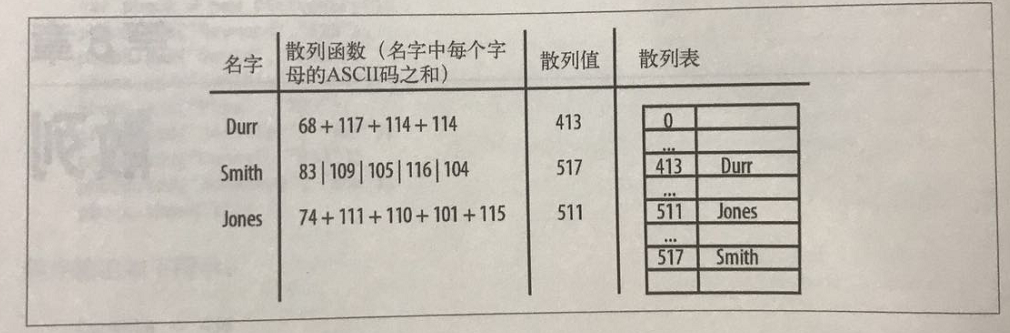 名字 散列函数（名字中每个字母的ASCII码之和） 散列值 散列表
Durr 68 + 117 + 114 + 114 413
Smith 83 | 109 | 105 | 116 | 104 517
Jones 74 + 111 + 110 + 101 + 115 511
0
...
413 Durr
...
511 Jones
...
517 Smith